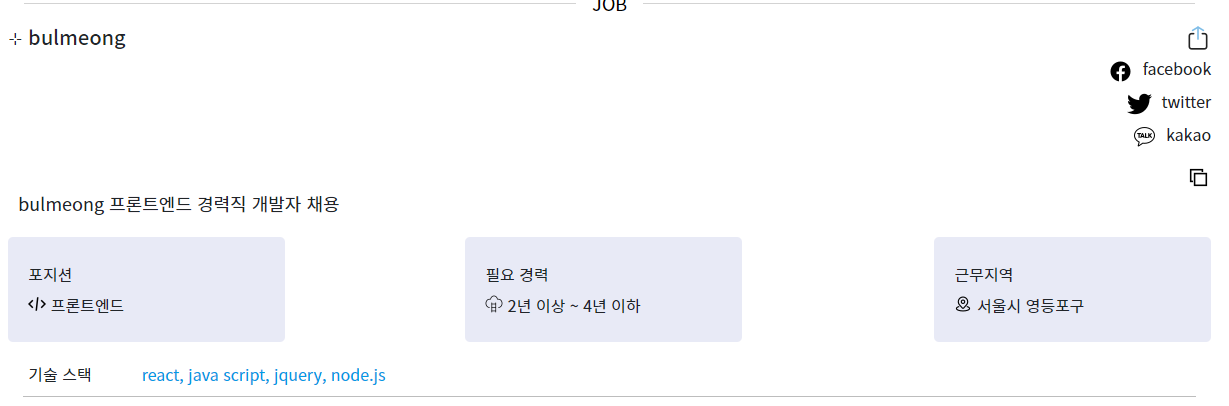 JOB
bulmeong
facebook
twitter
TALK kakao
bulmeong 프론트엔드 경력직 개발자 채용
포지션
</> 프론트엔드
필요 경력
2년 이상 ~ 4년 이하
근무지역
서울시 영등포구
기술 스택 react, java script, jquery, node.js